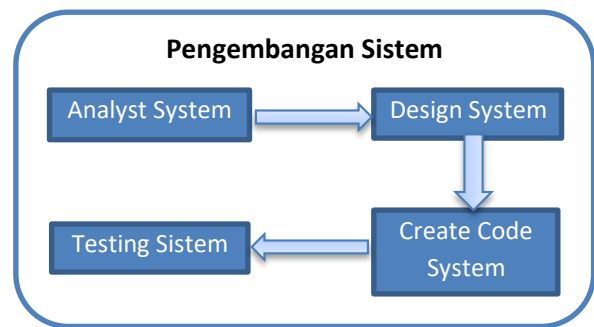 Pengembangan Sistem
Analyst System
Design System
Testing Sistem
Create Code
System